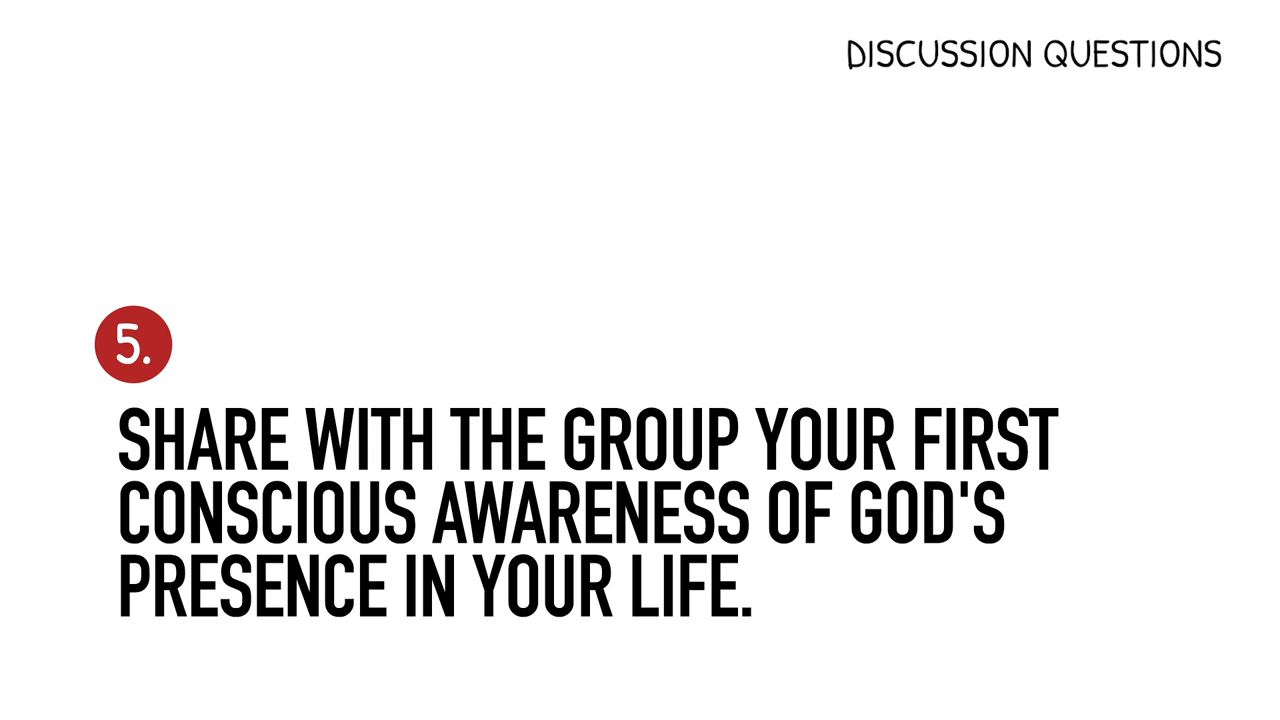 DISCUSSION QUESTIONS
5.
SHARE WITH THE GROUP YOUR FIRST
CONSCIOUS AWARENESS OF GOD'S
PRESENCE IN YOUR LIFE.